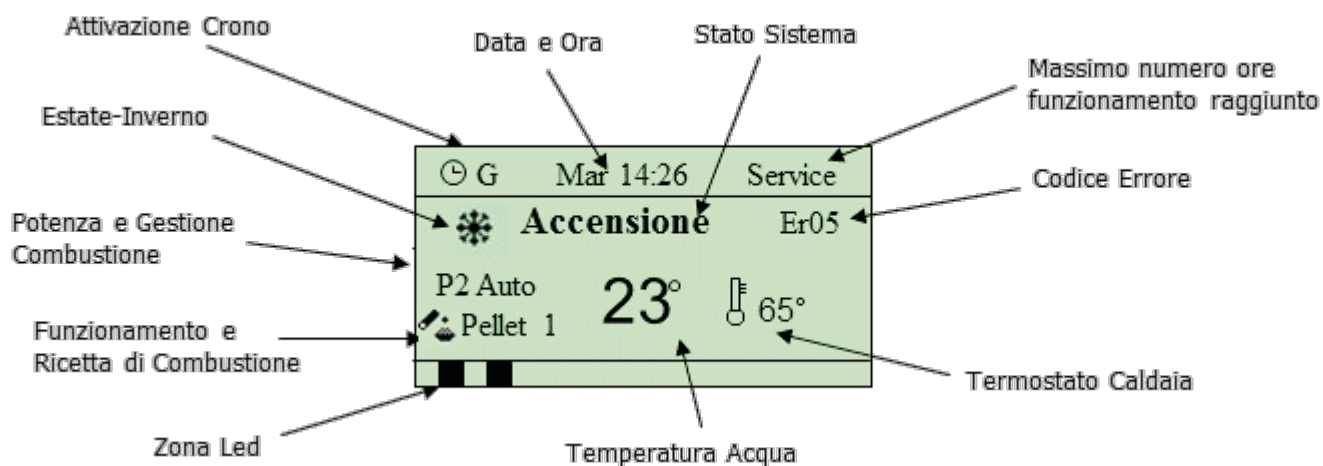 Attivazione Crono
Data e Ora
Stato Sistema
Massimo numero ore
funzionamento raggiunto
Estate-Inverno
Codice Errore
Potenza e Gestione
Combustione
Funzionamento e
Ricetta di Combustione
Zona Led
Temperatura Acqua
Termostato Caldaia
G Mar 14:26 Service
Accensione Er05
P2 Auto
23° 65°
Pellet 1